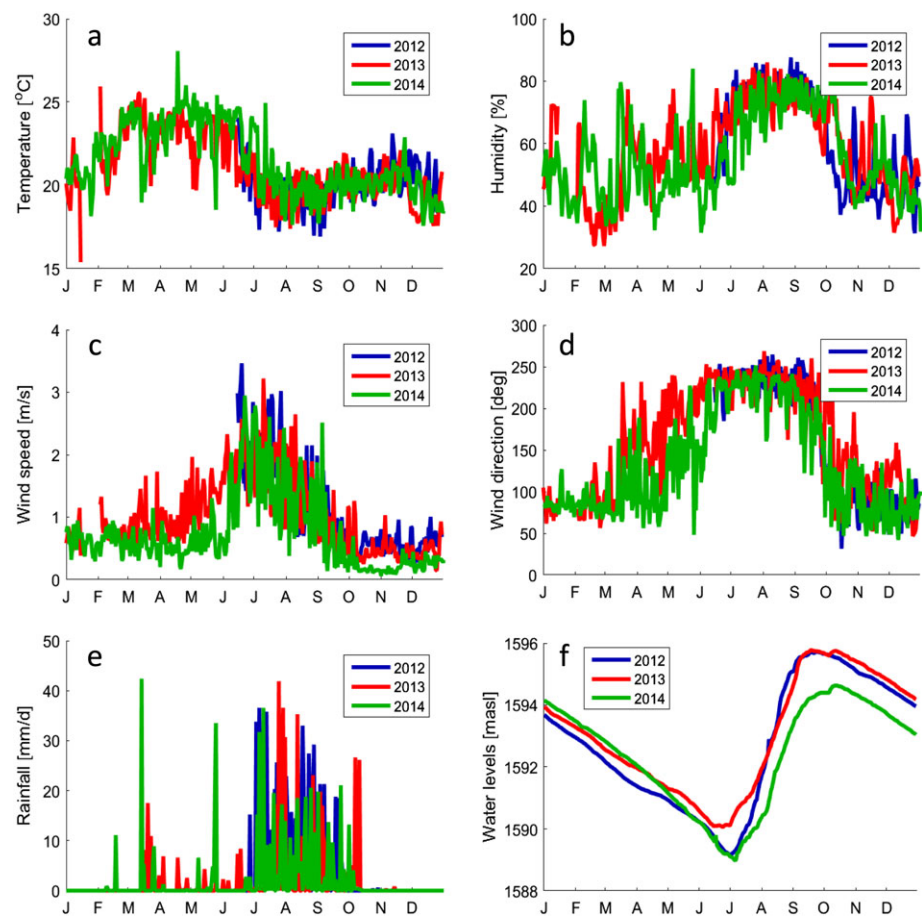 a
Temperature [°C]
30
25
20
15
2012
2013
2014
J F M A M J J A S O N D
b
Humidity [%]
100
80
60
40
20
2012
2013
2014
J F M A M J J A S O N D
c
Wind speed [m/s]
4
3
2
1
0
2012
2013
2014
J F M A M J J A S O N D
d
Wind direction [deg]
300
250
200
150
100
50
0
2012
2013
2014
J F M A M J J A S O N D
e
Rainfall [mm/d]
50
40
30
20
10
0
2012
2013
2014
J F M A M J J A S O N D
f
Water levels [masl]
1596
1594
1592
1590
1588
2012
2013
2014
J F M A M J J A S O N D